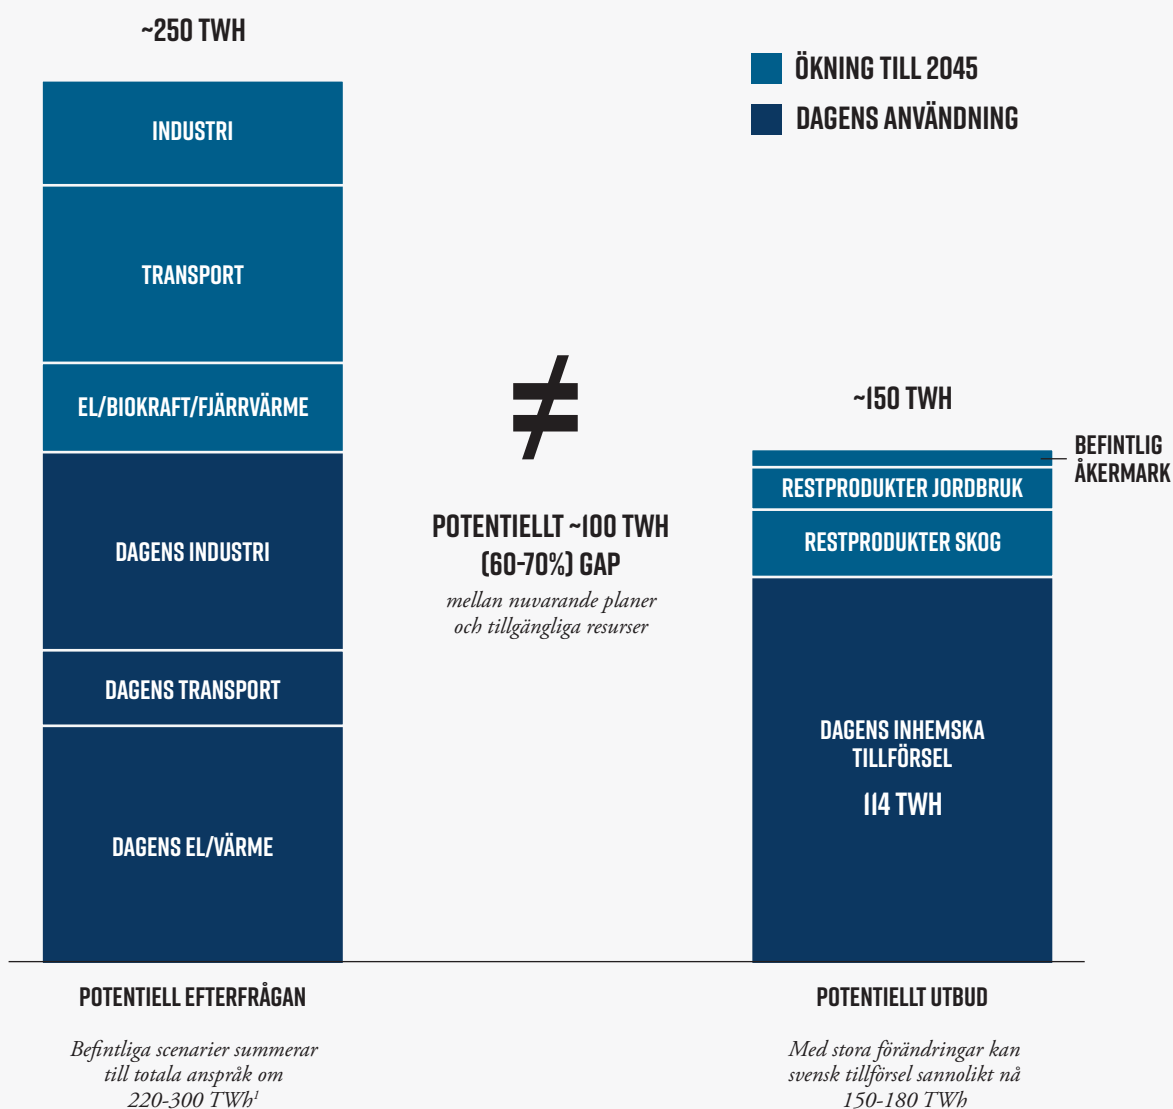 ~250 TWH
INDUSTRI
TRANSPORT
EL/BIOKRAFT/FJÄRRVÄRME
DAGENS INDUSTRI
DAGENS TRANSPORT
DAGENS EL/VÄRME
POTENTIELL EFTERFRÅGAN
Befintliga scenarier summerar
till totala anspråk om
220-300 TWh¹
≠
POTENTIELLT ~100 TWH
(60-70%) GAP
mellan nuvarande planer
och tillgängliga resurser
ÖKNING TILL 2045
DAGENS ANVÄNDNING
~150 TWH
BEFINTLIG
ÅKERMARK
RESTPRODUKTER JORDBRUK
RESTPRODUKTER SKOG
DAGENS INHEMSKA
TILLFÖRSEL
114 TWH
POTENTIELLT UTBUD
Med stora förändringar kan
svensk tillförsel sannolikt nå
150-180 TWh